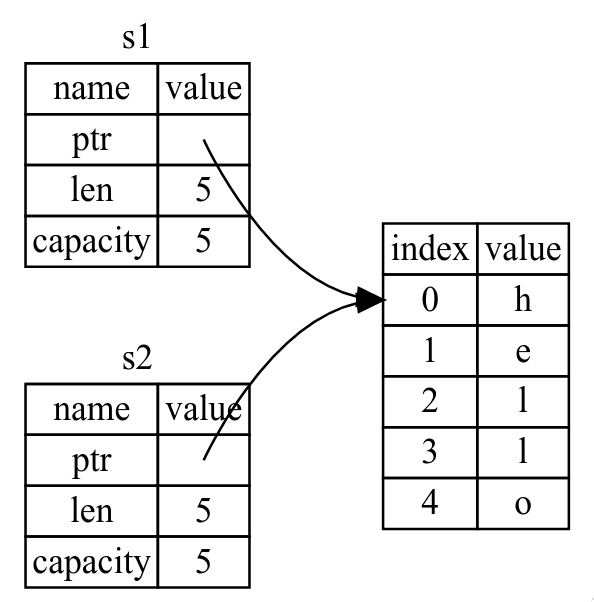 s1
name value
ptr
len 5
capacity 5
s2
name value
ptr
len 5
capacity 5
index value
0 h
1 e
2 l
3 l
4 o